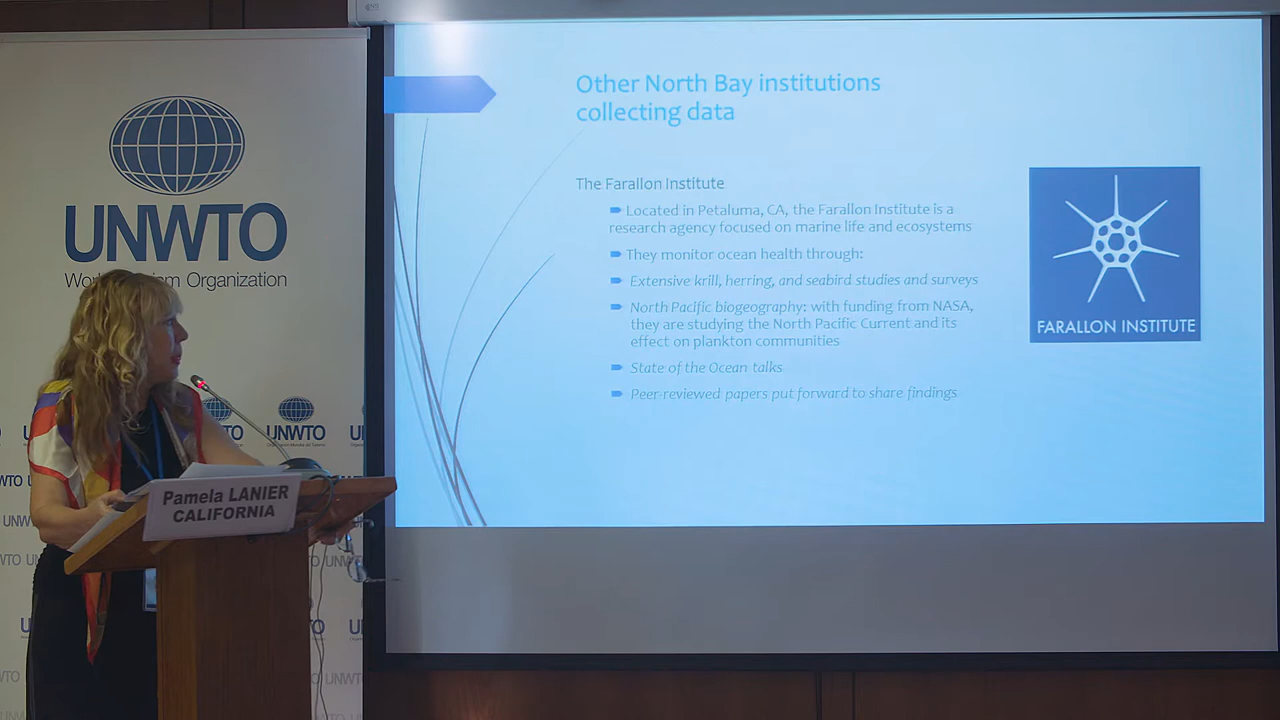 UNWTO
Organization
UNWTO
UNWTO
Pamela LANIER
CALIFORNIA
Other North Bay institutions
collecting data
The Farallon Institute
Located in Petaluma, CA, the Farallon Institute is a
research agency focused on marine life and ecosystems
They monitor ocean health through:
Extensive krill, herring, and seabird studies and surveys
North Pacific biogeography: with funding from NASA,
they are studying the North Pacific Current and its
effect on plankton communities
State of the Ocean talks
Peer-reviewed papers put forward to share findings
FARALLON INSTITUTE